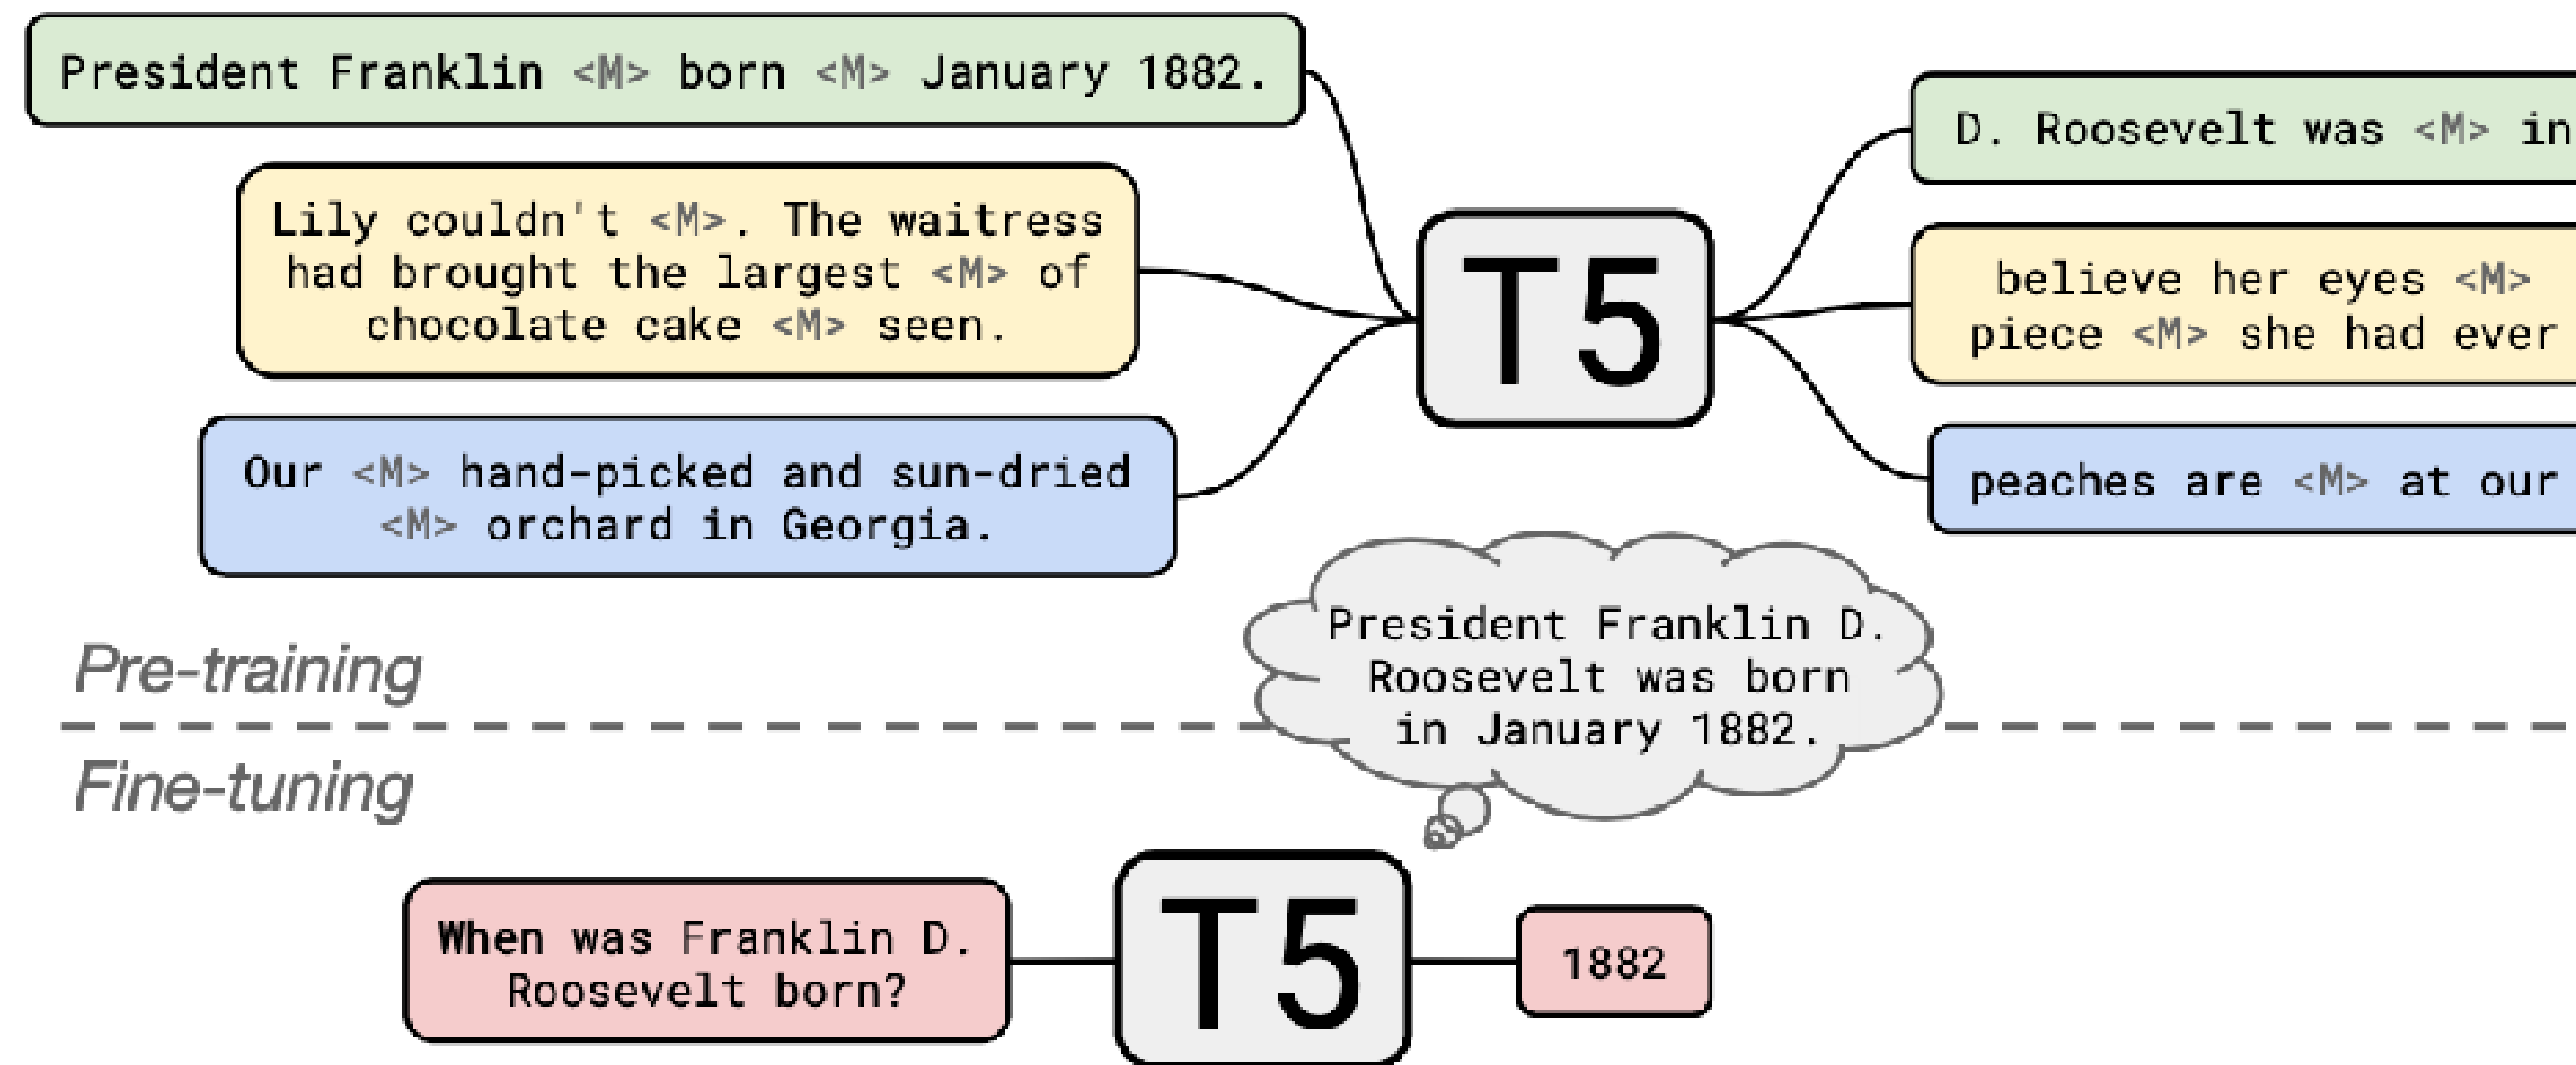 President Franklin <M> born <M> January 1882.
D. Roosevelt was <M> in
Lily couldn't <M>. The waitress
had brought the largest <M> of
chocolate cake <M> seen.
T5
believe her eyes <M>
piece <M> she had ever
Our <M> hand-picked and sun-dried
<M> orchard in Georgia.
peaches are <M> at our
President Franklin D.
Roosevelt was born
in January 1882.
Pre-training
Fine-tuning
When was Franklin D.
Roosevelt born?
T5
1882